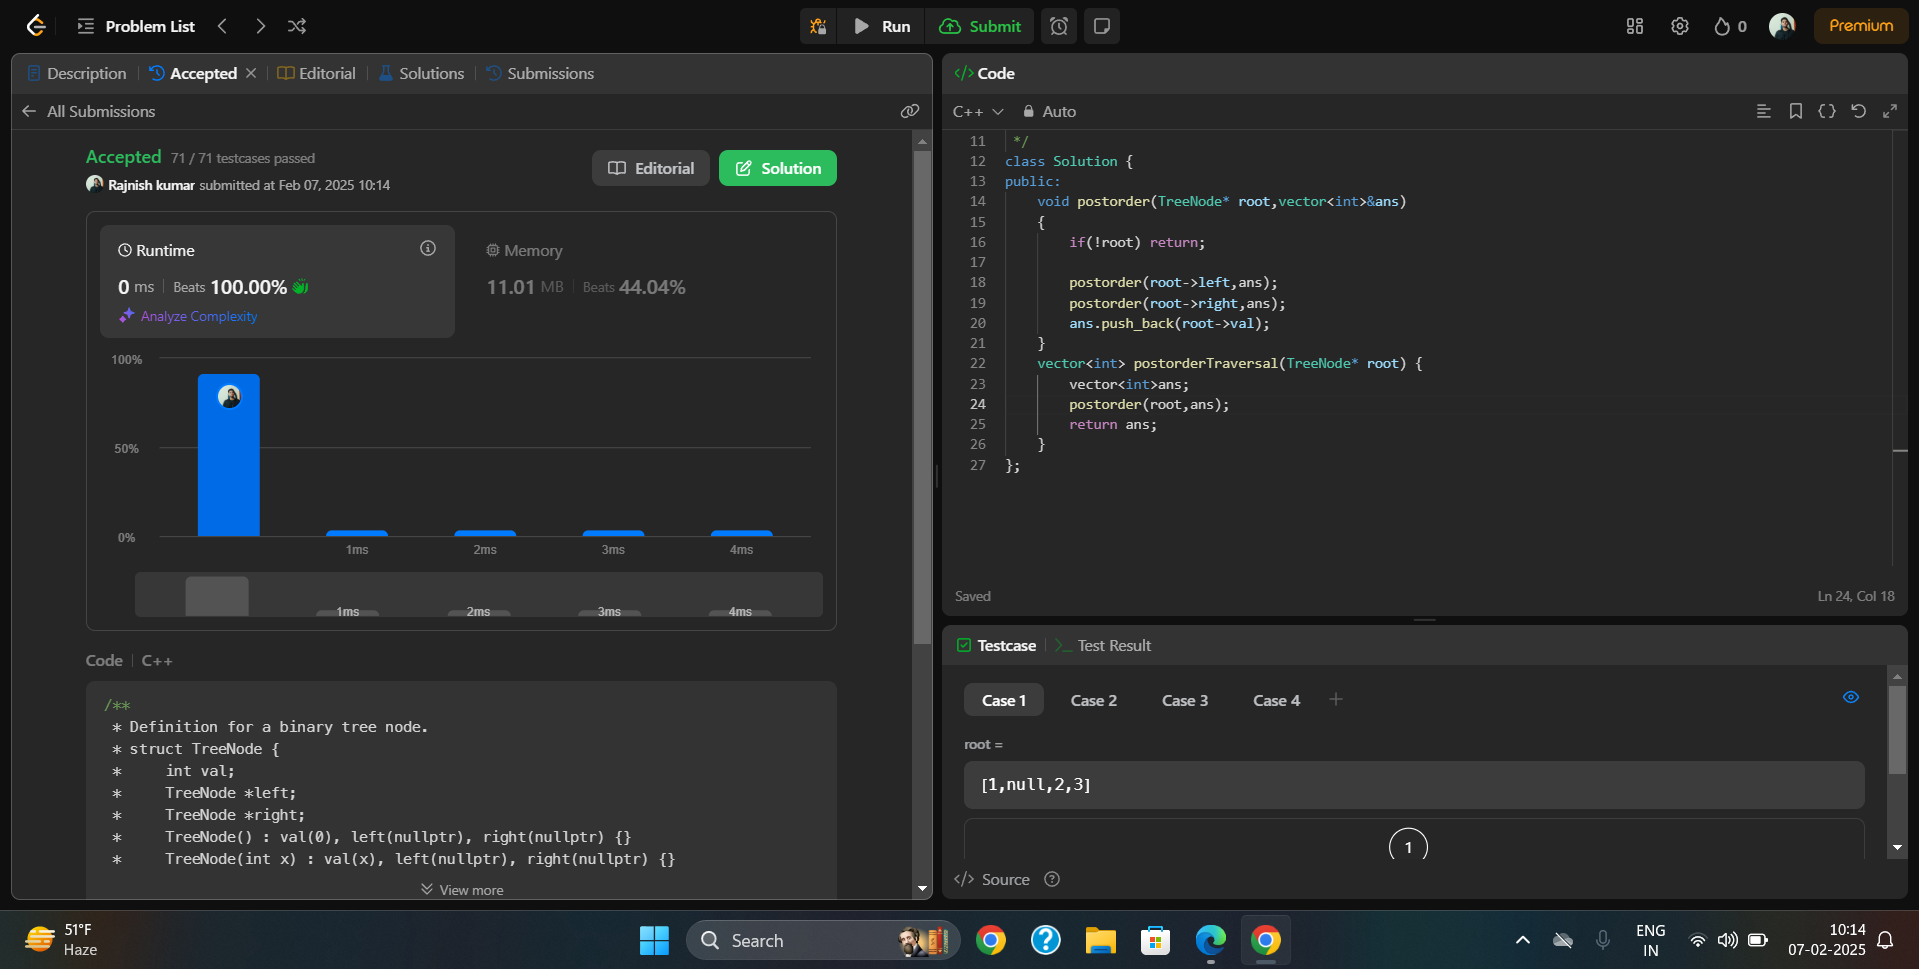 Problem List
Run
Submit
0
Premium
Description
Accepted
Editorial
Solutions
Submissions
All Submissions
Accepted 71 / 71 testcases passed
Rajnish kumar submitted at Feb 07, 2025 10:14
Editorial
Solution
Runtime
0 ms Beats 100.00%
Analyze Complexity
Memory
11.01 MB Beats 44.04%
100%
50%
0%
1ms 2ms 3ms 4ms
1ms 2ms 3ms 4ms
Code C++
/**
* Definition for a binary tree node.
* struct TreeNode {
*     int val;
*     TreeNode *left;
*     TreeNode *right;
*     TreeNode() : val(0), left(nullptr), right(nullptr) {}
*     TreeNode(int x) : val(x), left(nullptr), right(nullptr) {}
View more
</> Code
C++ Auto
11 */
12 class Solution {
13 public:
14     void postorder(TreeNode* root,vector<int>&ans)
15     {
16         if(!root) return;
17
18         postorder(root->left,ans);
19         postorder(root->right,ans);
20         ans.push_back(root->val);
21     }
22     vector<int> postorderTraversal(TreeNode* root) {
23         vector<int>ans;
24         postorder(root,ans);
25         return ans;
26     }
27 };
Saved
Ln 24, Col 18
Testcase
>_ Test Result
Case 1 Case 2 Case 3 Case 4 +
root =
[1,null,2,3]
1
</> Source ?
51°F
Haze
Search
ENG
IN
10:14
07-02-2025